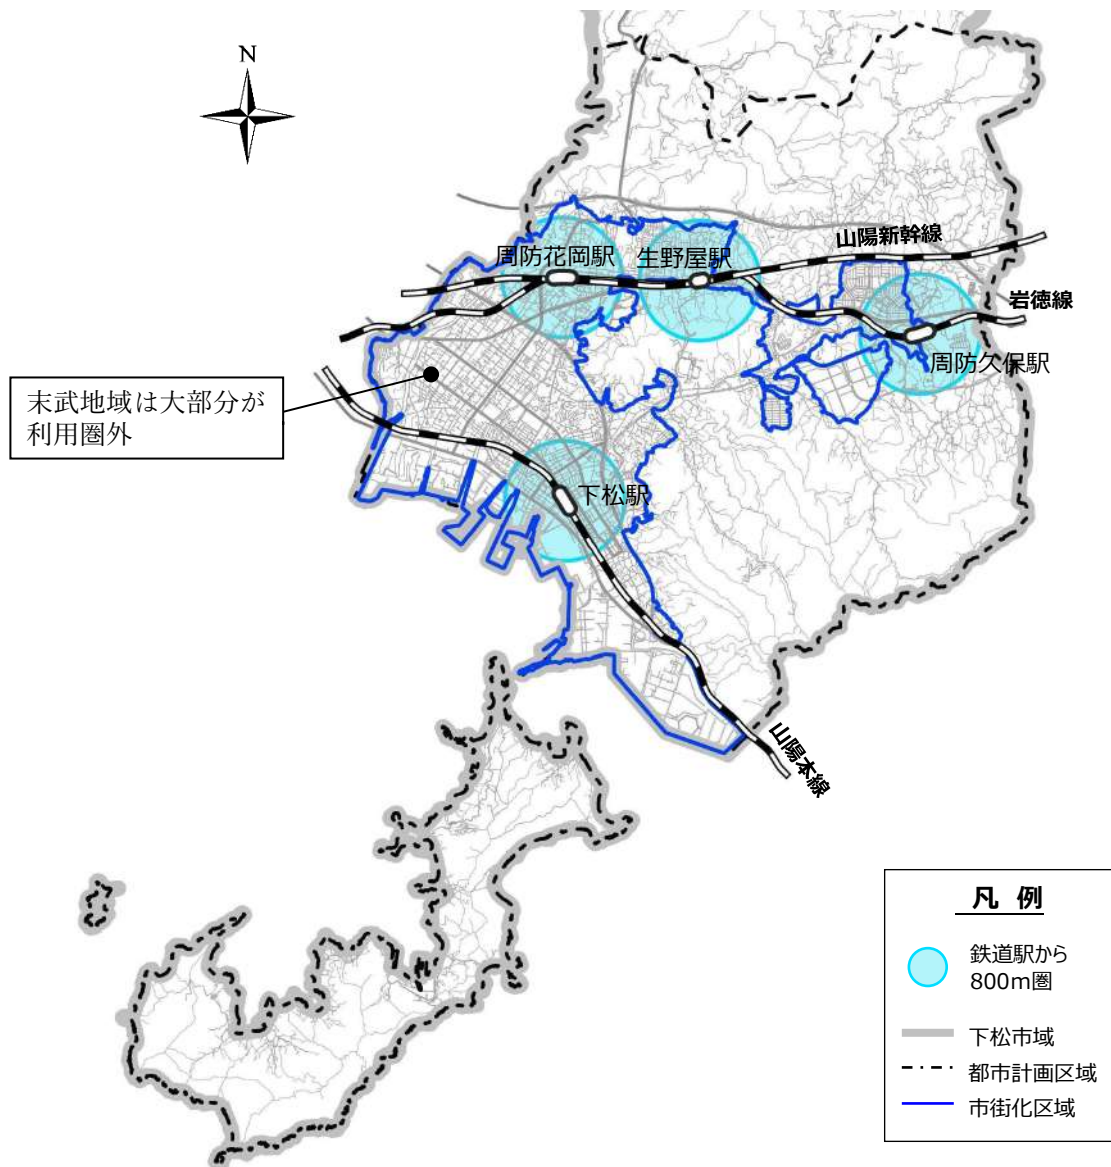 N
山陽新幹線
周防花岡駅
生野屋駅
岩徳線
周防久保駅
末武地域は大部分が
利用圏外
下松駅
山陽本線
凡 例
鉄道駅から
800m圏
下松市域
都市計画区域
市街化区域